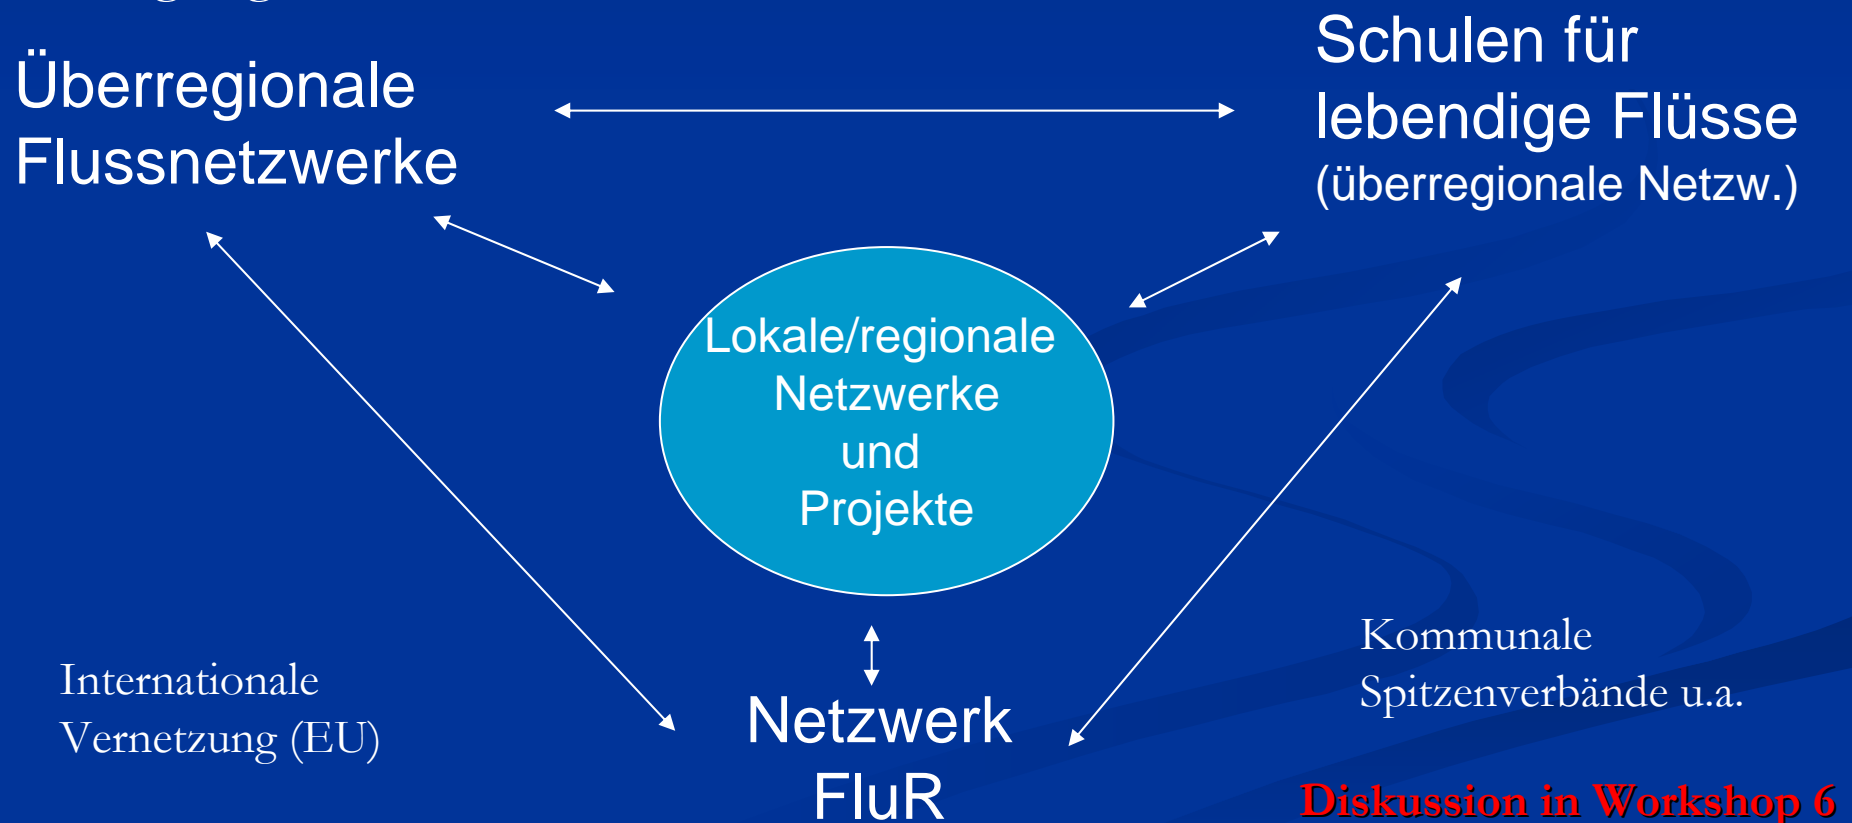 Überregionale
Flussnetzwerke
Schulen für
lebendige Flüsse
(überregionale Netzw.)
Lokale/regionale
Netzwerke
und
Projekte
Internationale
Vernetzung (EU)
Netzwerk
FluR
Kommunale
Spitzenverbände u.a.
Diskussion in Workshop 6